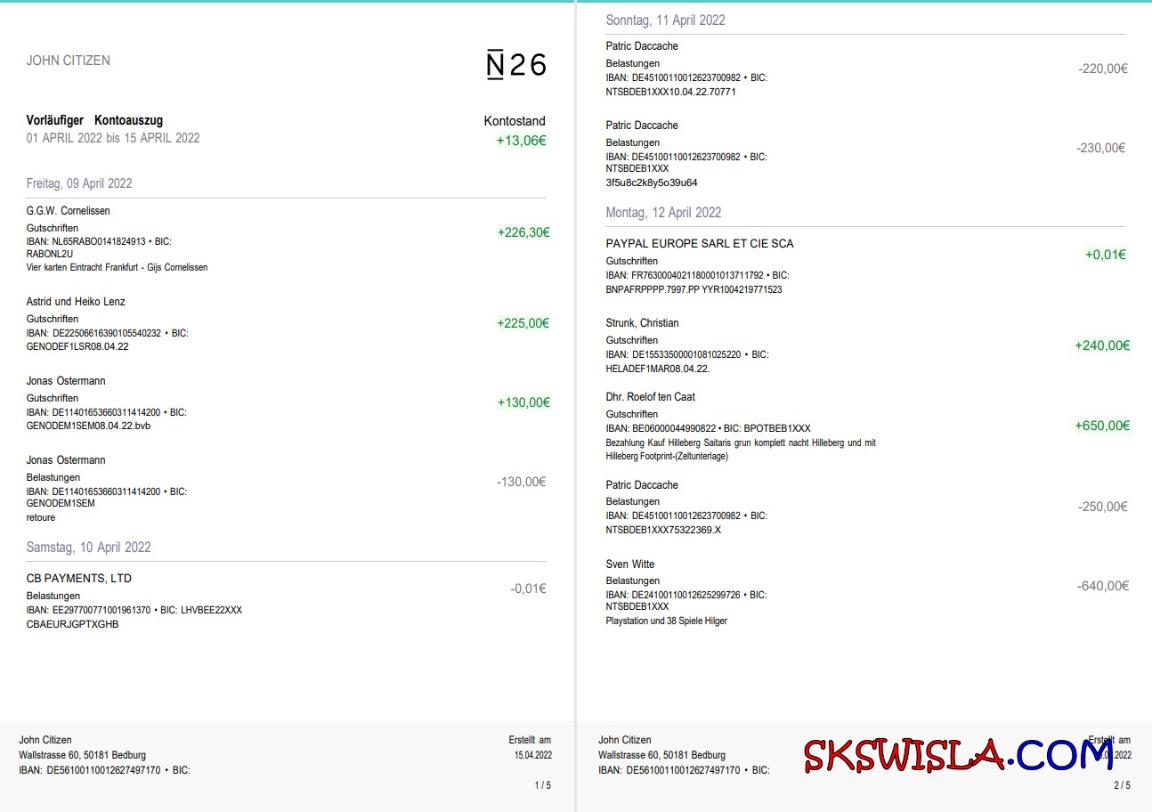 JOHN CITIZEN
N26
Vorläufiger Kontoauszug
Kontostand
01 APRIL 2022 bis 15 APRIL 2022
+13,06€
Freitag, 09 April 2022
G.G.W. Cornelissen
Gutschriften
+226,30€
IBAN: NL65RABO0141824913 • BIC:
RABONL2U
Vier karten Eintracht Frankfurt - Gijs Cornelissen
Astrid und Heiko Lenz
Gutschriften
+225,00€
IBAN: DE22506616390105540232 • BIC:
GENODEF1LSR08.04.22
Jonas Ostermann
Gutschriften
+130,00€
IBAN: DE11401653660311414200 • BIC:
GENODEM1SEM08.04.22.bvb
Jonas Ostermann
Belastungen
-130,00€
IBAN: DE11401653660311414200 • BIC:
GENODEM1SEM
retoure
Samstag, 10 April 2022
CB PAYMENTS, LTD
Belastungen
-0,01€
IBAN: EE297700771001961370 • BIC: LHVBEE22XXX
CBAEURJGPTXGHB
John Citizen
Erstellt am
Wallstrasse 60, 50181 Bedburg
15.04.2022
IBAN: DE56100110012627497170 • BIC:
1 / 5
Sonntag, 11 April 2022
Patric Daccache
Belastungen
-220,00€
IBAN: DE45100110012623700982 • BIC:
NTSBDEB1XXX10.04.22.70771
Patric Daccache
Belastungen
-230,00€
IBAN: DE45100110012623700982 • BIC:
NTSBDEB1XXX
3f5u8c2k8y5o39u64
Montag, 12 April 2022
PAYPAL EUROPE SARL ET CIE SCA
+0,01€
Gutschriften
IBAN: FR7630004021180001013711792 • BIC:
BNPAFRPPPP.7997.PP YYR1004219771523
Strunk, Christian
Gutschriften
+240,00€
IBAN: DE15533500001081025220 • BIC:
HELADEF1MAR08.04.22.
Dhr. Roelof ten Caat
Gutschriften
+650,00€
IBAN: BE06000044990822 • BIC: BPOTBEB1XXX
Bezahlung Kauf Hilleberg Saitaris grun komplett nacht Hilleberg und mit
Hilleberg Footprint-(Zeltunterlage)
Patric Daccache
Belastungen
-250,00€
IBAN: DE45100110012623700982 • BIC:
NTSBDEB1XXX75322369.X
Sven Witte
Belastungen
-640,00€
IBAN: DE24100110012625299726 • BIC:
NTSBDEB1XXX
Playstation und 38 Spiele Hilger
John Citizen
Erstellt am
Wallstrasse 60, 50181 Bedburg
IBAN: DE56100110012627497170 • BIC:
SKSWISLA.COM
2 / 5